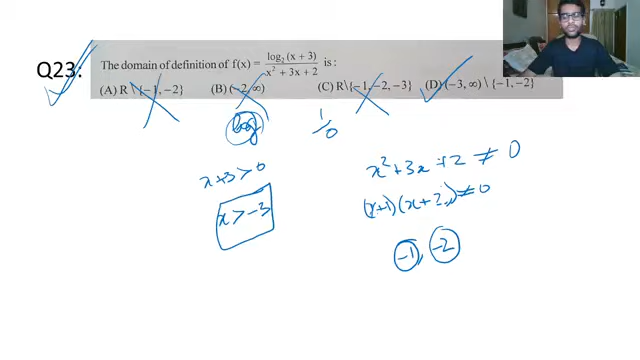 Q23:
The domain of definition of f(x) = log₂ (x + 3) / x² + 3x + 2 is :
(A) R \ {−1, −2} (B) (−2, ∞) (C) R\{−1, −2, −3} (D) (−3, ∞) \ {−1, −2}
log 1/0
x+3>0 x²+3x+2 ≠ 0
x>−3 (x+1)(x+2) ≠ 0
−1, −2